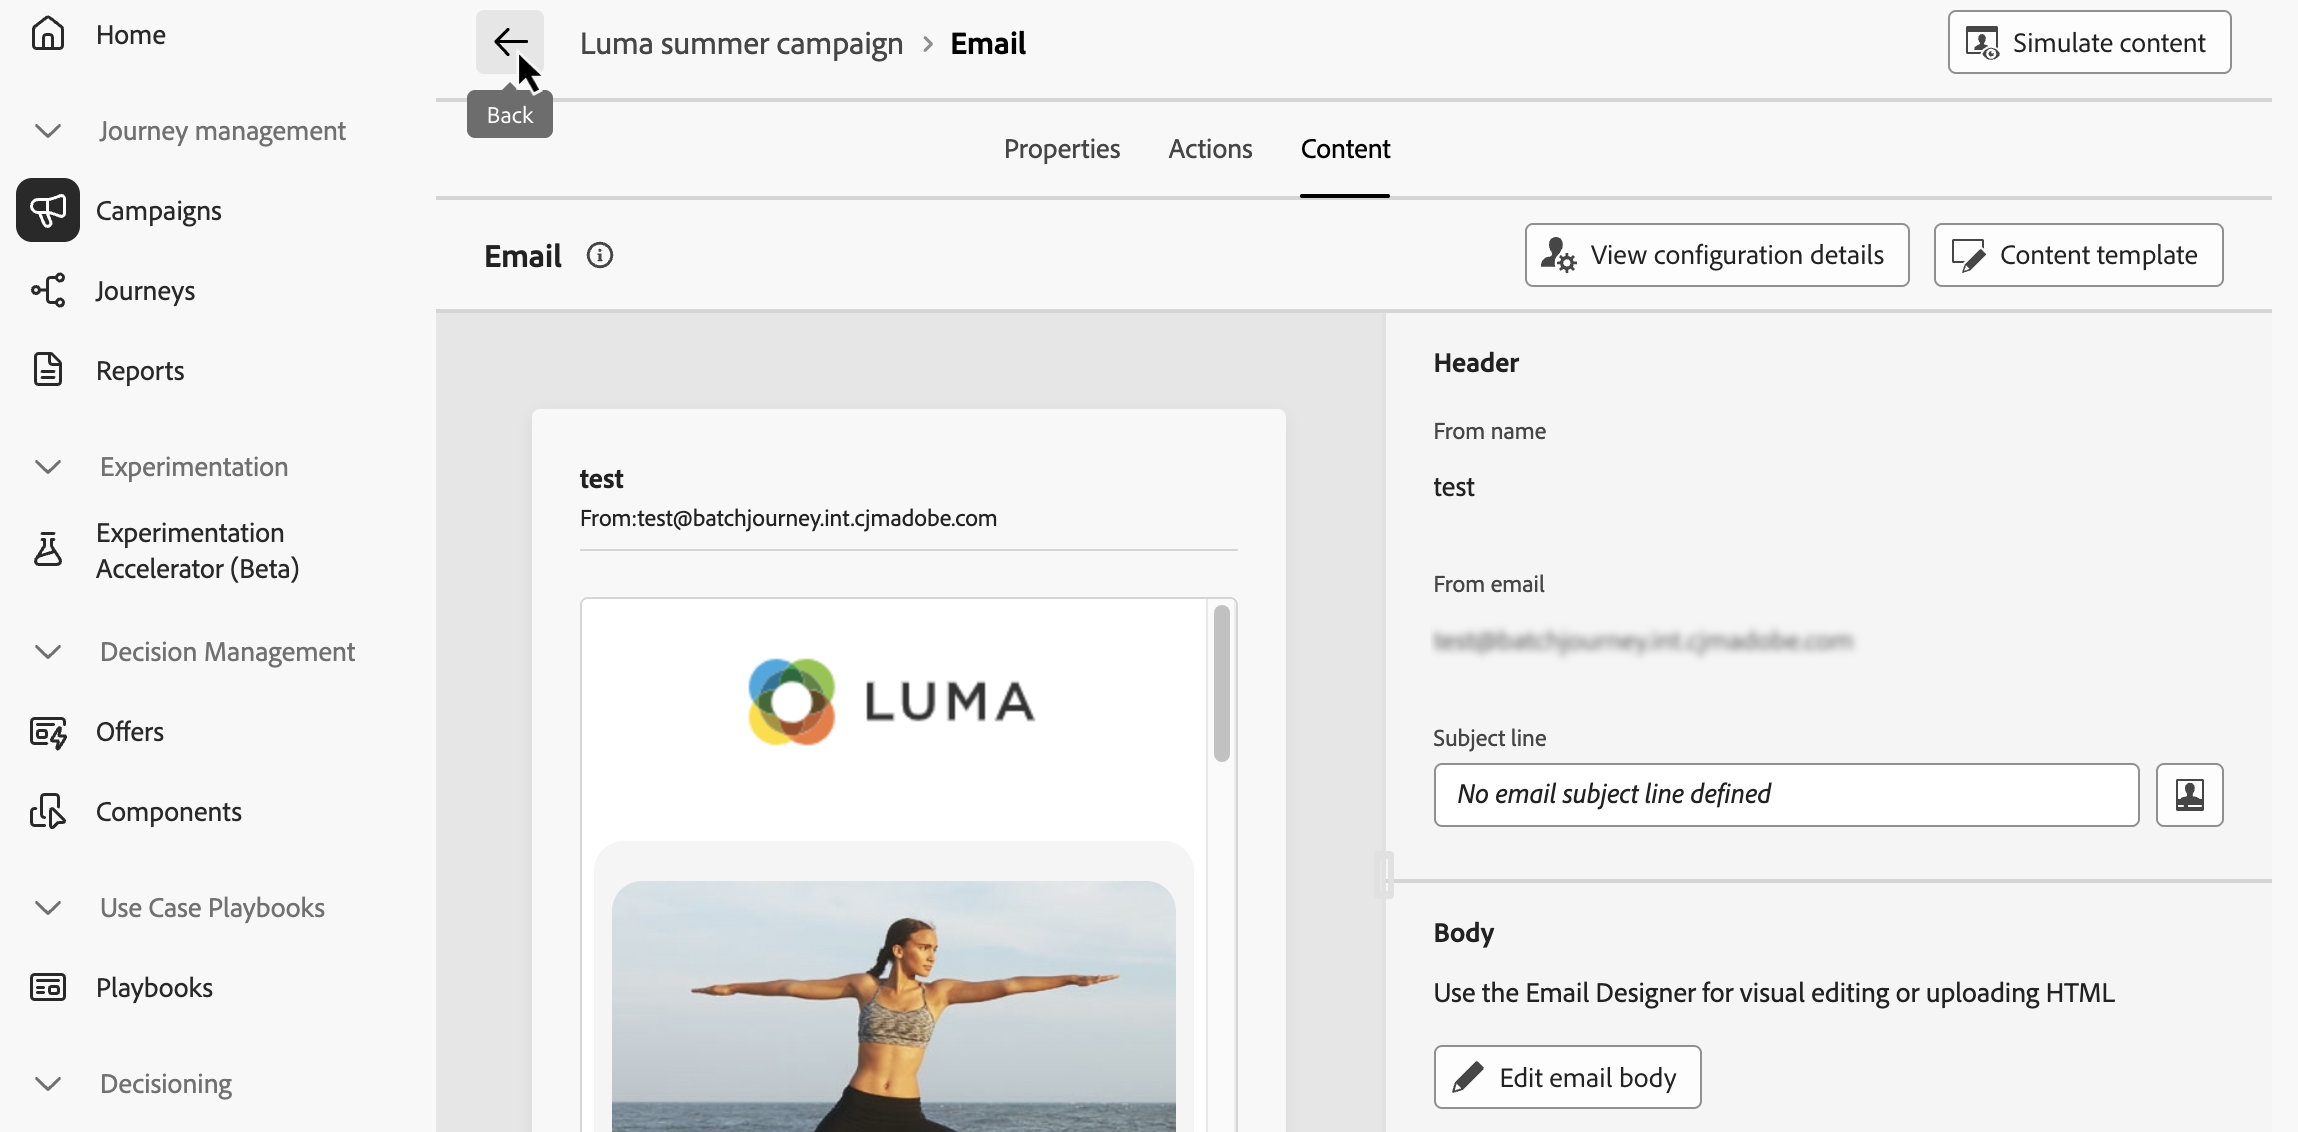 Home
Journey management
Campaigns
Journeys
Reports
Experimentation
Experimentation
Accelerator (Beta)
Decision Management
Offers
Components
Use Case Playbooks
Playbooks
Decisioning
Luma summer campaign > Email
Simulate content
Back
Properties Actions Content
Email
View configuration details
Content template
test
From:test@batchjourney.int.cjmadobe.com
LUMA
Header
From name
test
From email
Subject line
No email subject line defined
Body
Use the Email Designer for visual editing or uploading HTML
Edit email body